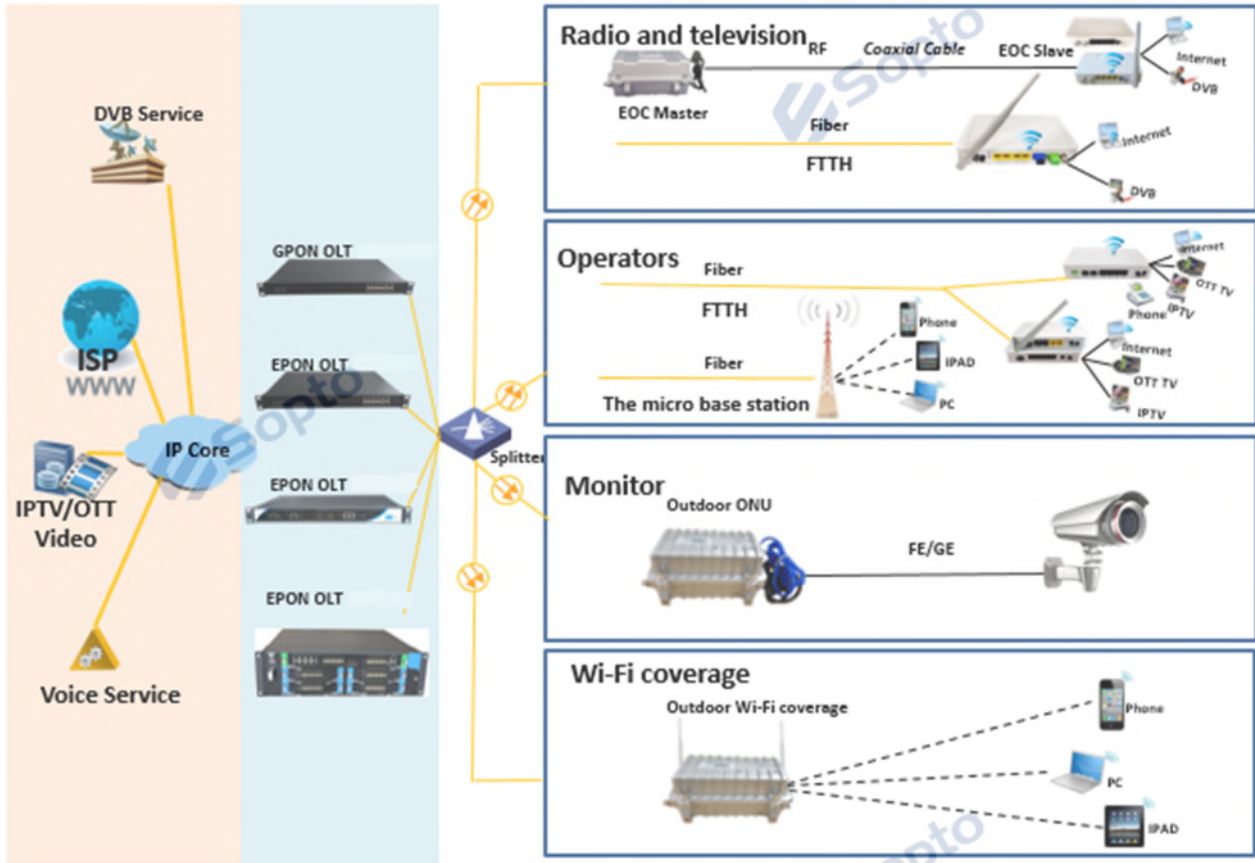 DVB Service
ISP
WWW
IP Core
IPTV/OTT
Video
Voice Service
GPON OLT
EPON OLT
EPON OLT
EPON OLT
Splitter
Radio and television
RF
Coaxial Cable
EOC Slave
EOC Master
Internet
DVB
Fiber
FTTH
Internet
DVB
Operators
Fiber
FTTH
Internet
OTT TV
IPTV
Phone
Fiber
The micro base station
Phone
IPAD
PC
Internet
OTT TV
IPTV
Monitor
Outdoor ONU
FE/GE
Wi-Fi coverage
Outdoor Wi-Fi coverage
Phone
PC
IPAD
Sopto
Sopto
Sopto